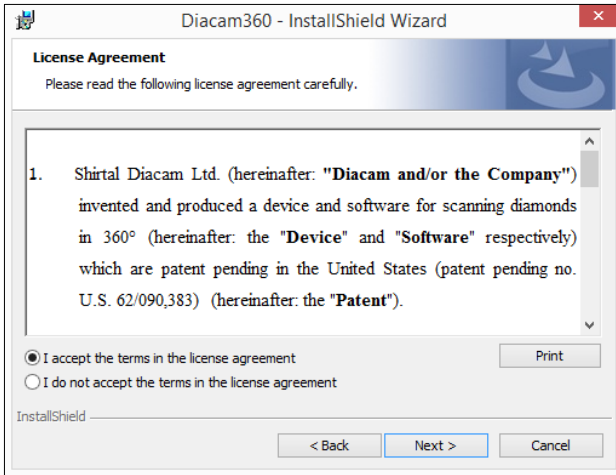 Diacam360 - InstallShield Wizard
License Agreement
Please read the following license agreement carefully.
1. Shirtal Diacam Ltd. (hereinafter: "Diacam and/or the Company")
invented and produced a device and software for scanning diamonds
in 360° (hereinafter: the "Device" and "Software" respectively)
which are patent pending in the United States (patent pending no.
U.S. 62/090,383) (hereinafter: the "Patent").
I accept the terms in the license agreement
Print
I do not accept the terms in the license agreement
InstallShield
< Back Next > Cancel